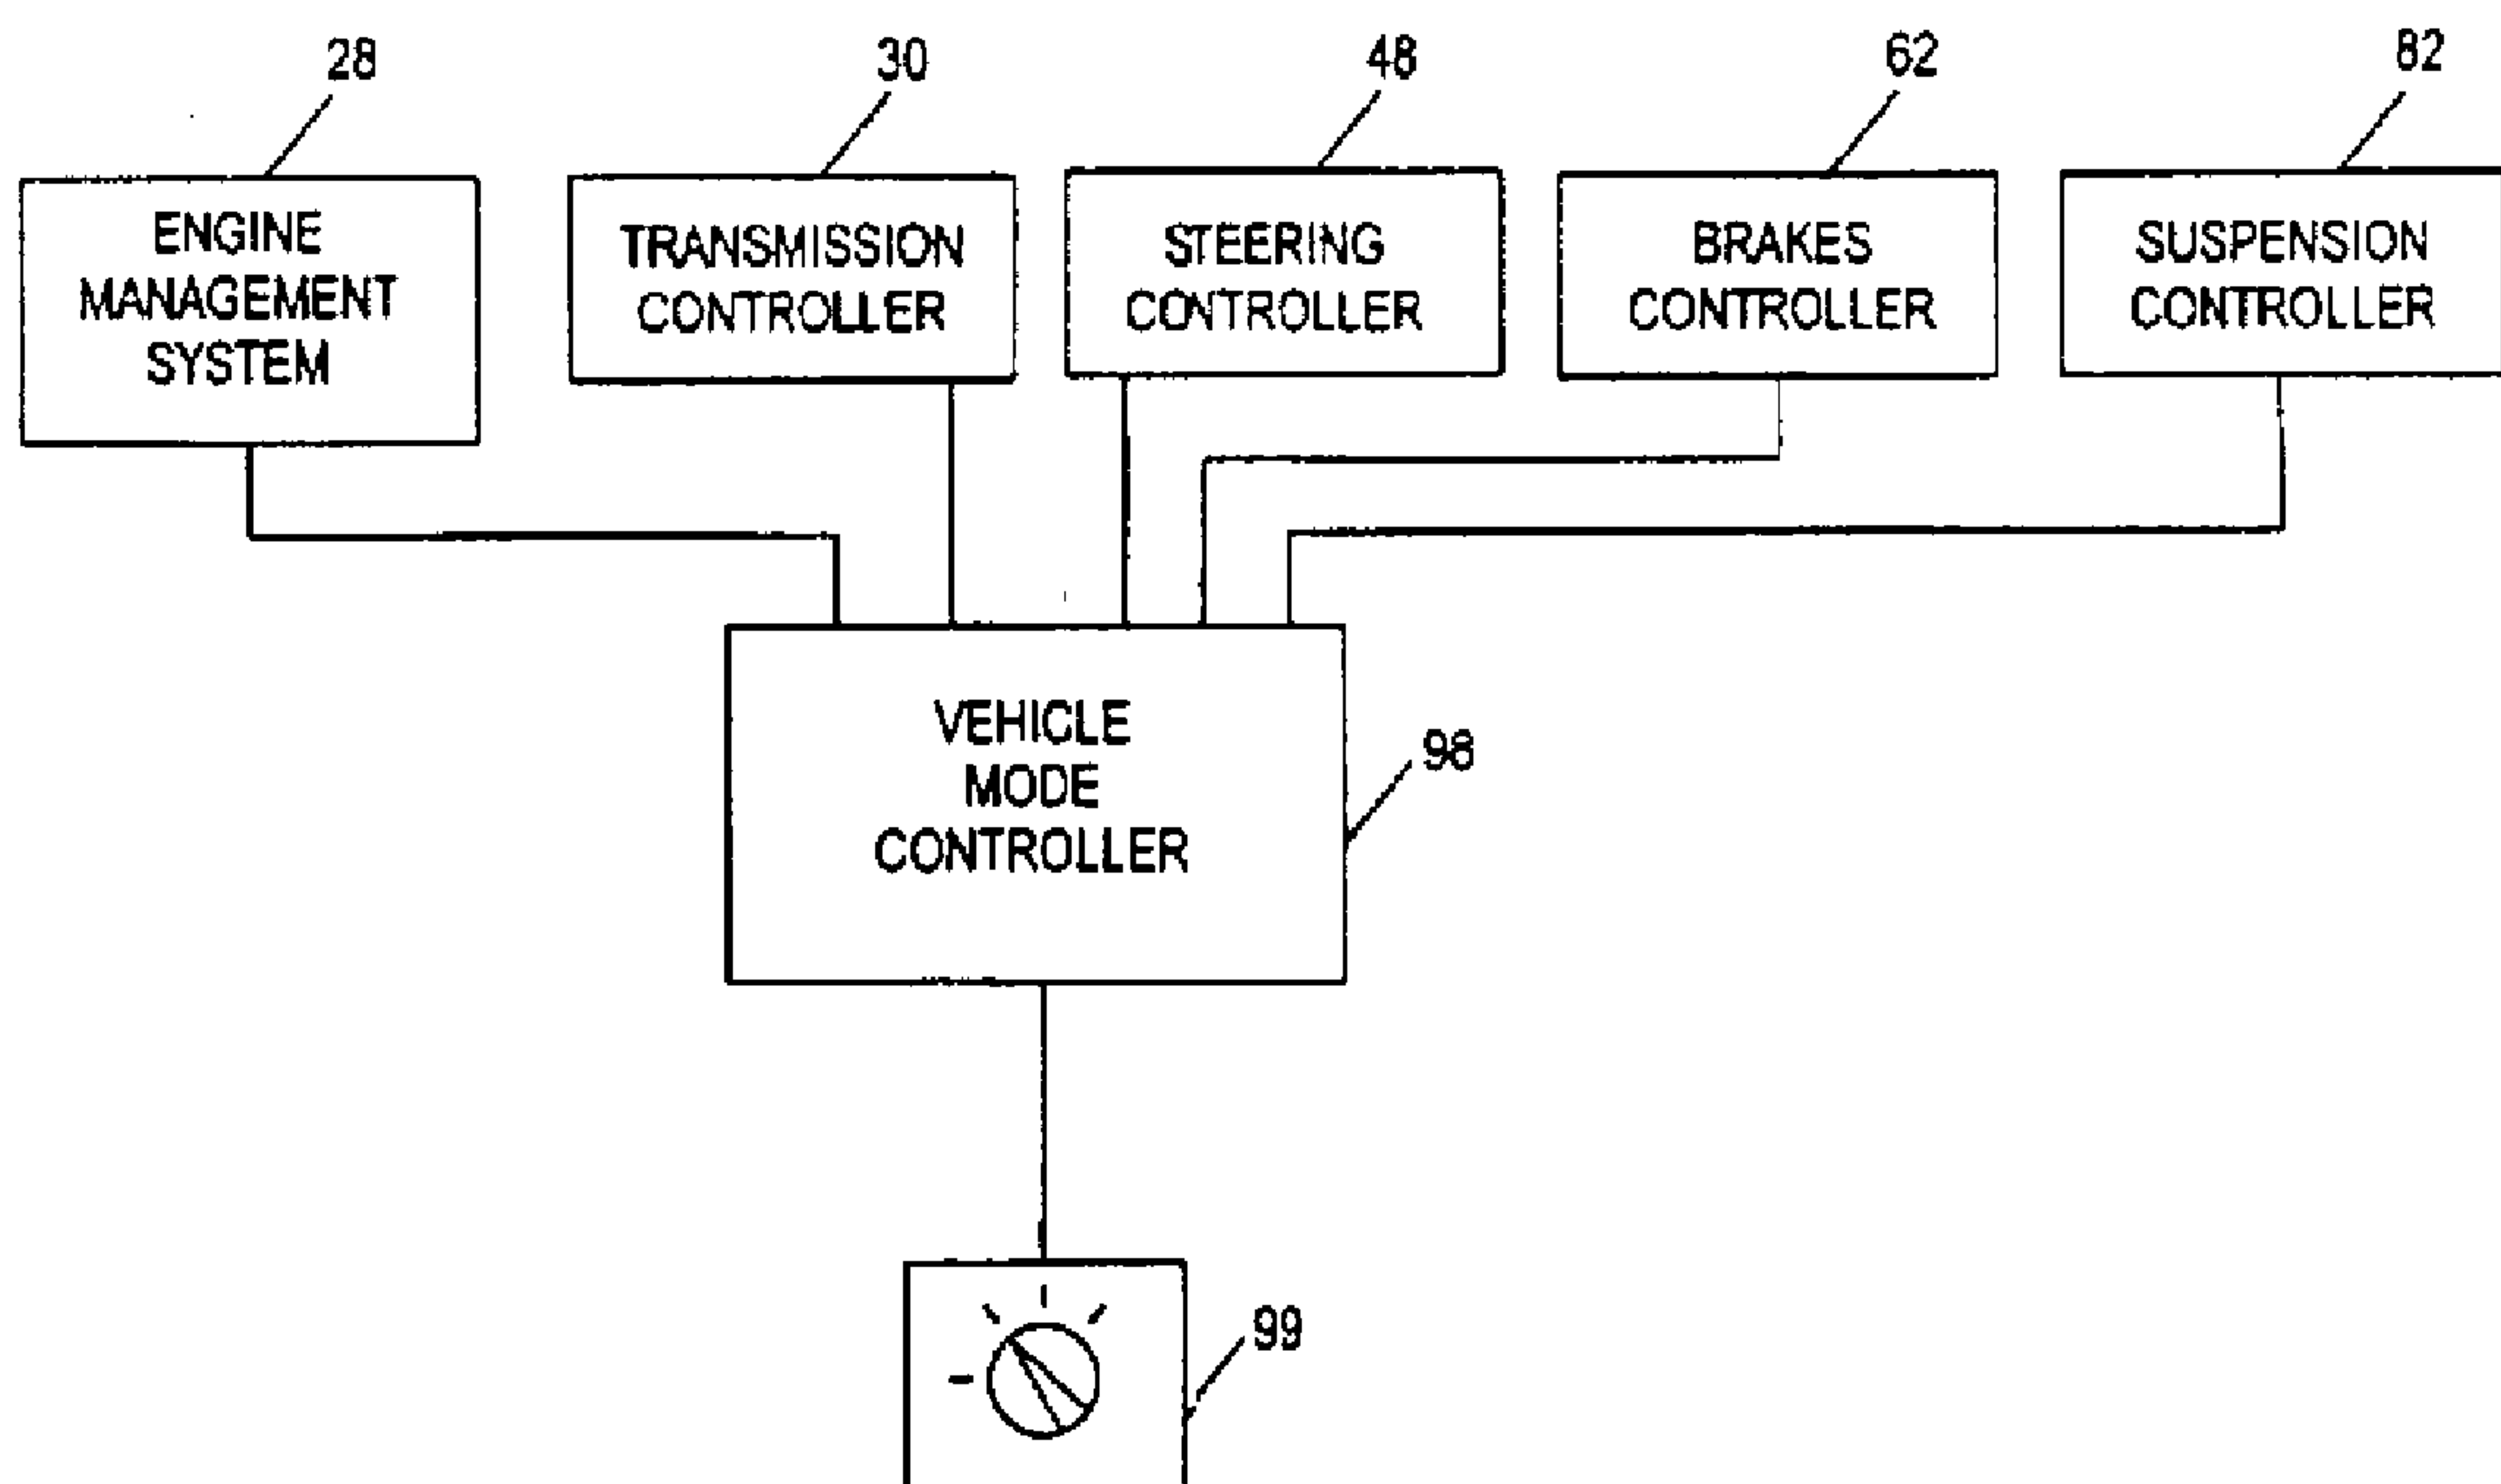 28
30
48
62
82
ENGINE
MANAGEMENT
SYSTEM
TRANSMISSION
CONTROLLER
STEERING
CONTROLLER
BRAKES
CONTROLLER
SUSPENSION
CONTROLLER
VEHICLE
MODE
CONTROLLER
98
99